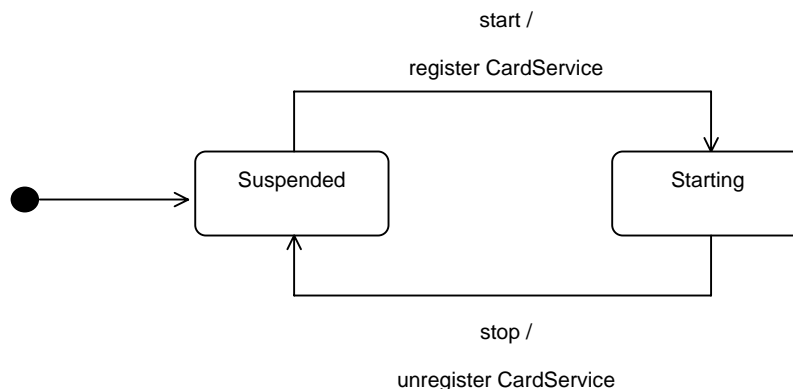 start /
register CardService
Suspended
Starting
stop /
unregister CardService